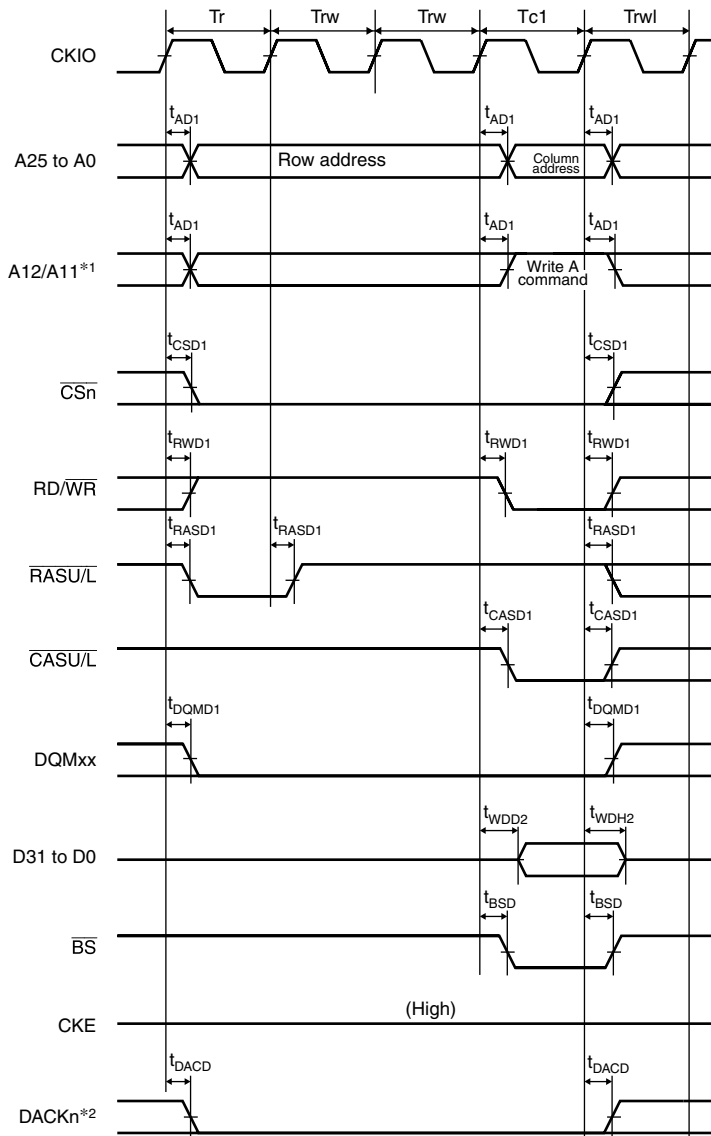 Tr Trw Trw Tc1 Trwl
CKIO
tAD1 tAD1 tAD1
A25 to A0 Row address Column address
tAD1 tAD1 tAD1
A12/A11*1 Write A command
tCSD1 tCSD1
CSn
tRWD1 tRWD1 tRWD1
RD/WR
tRASD1 tRASD1 tRASD1
RASU/L
tCASD1 tCASD1
CASU/L
tDQMD1 tDQMD1
DQMxx
tWDD2 tWDH2
D31 to D0
tBSD tBSD
BS
(High)
CKE
tDACD tDACD
DACKn*2